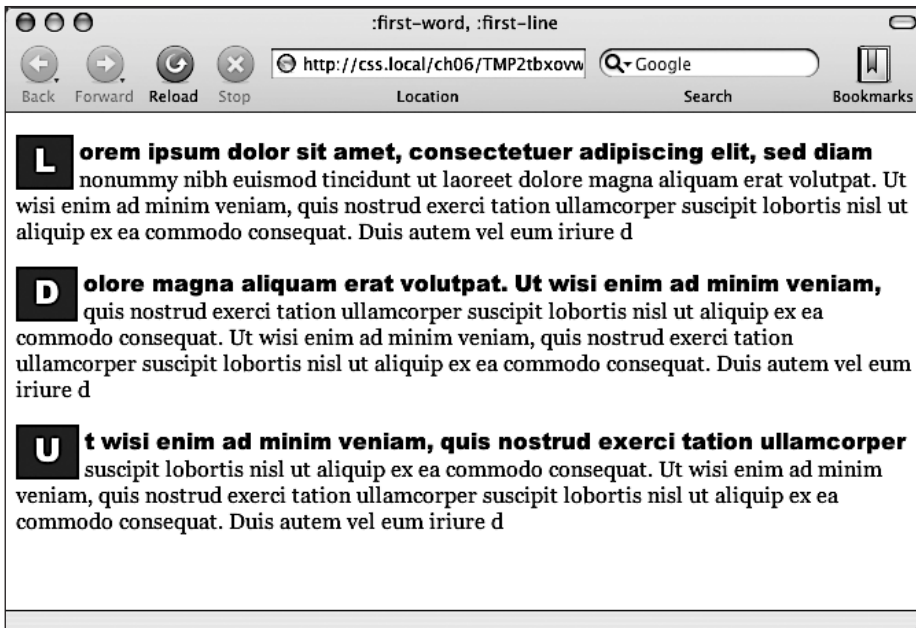 :first-word, :first-line
http://css.local/ch06/TMP2tbxovw
Google
Back Forward Reload Stop Location Search Bookmarks
Lorem ipsum dolor sit amet, consectetuer adipiscing elit, sed diam
nonummy nibh euismod tincidunt ut laoreet dolore magna aliquam erat volutpat. Ut
wisi enim ad minim veniam, quis nostrud exerci tation ullamcorper suscipit lobortis nisl ut
aliquip ex ea commodo consequat. Duis autem vel eum iriure d
Dolore magna aliquam erat volutpat. Ut wisi enim ad minim veniam,
quis nostrud exerci tation ullamcorper suscipit lobortis nisl ut aliquip ex ea
commodo consequat. Ut wisi enim ad minim veniam, quis nostrud exerci tation
ullamcorper suscipit lobortis nisl ut aliquip ex ea commodo consequat. Duis autem vel eum
iriure d
Ut wisi enim ad minim veniam, quis nostrud exerci tation ullamcorper
suscipit lobortis nisl ut aliquip ex ea commodo consequat. Ut wisi enim ad minim
veniam, quis nostrud exerci tation ullamcorper suscipit lobortis nisl ut aliquip ex ea
commodo consequat. Duis autem vel eum iriure d